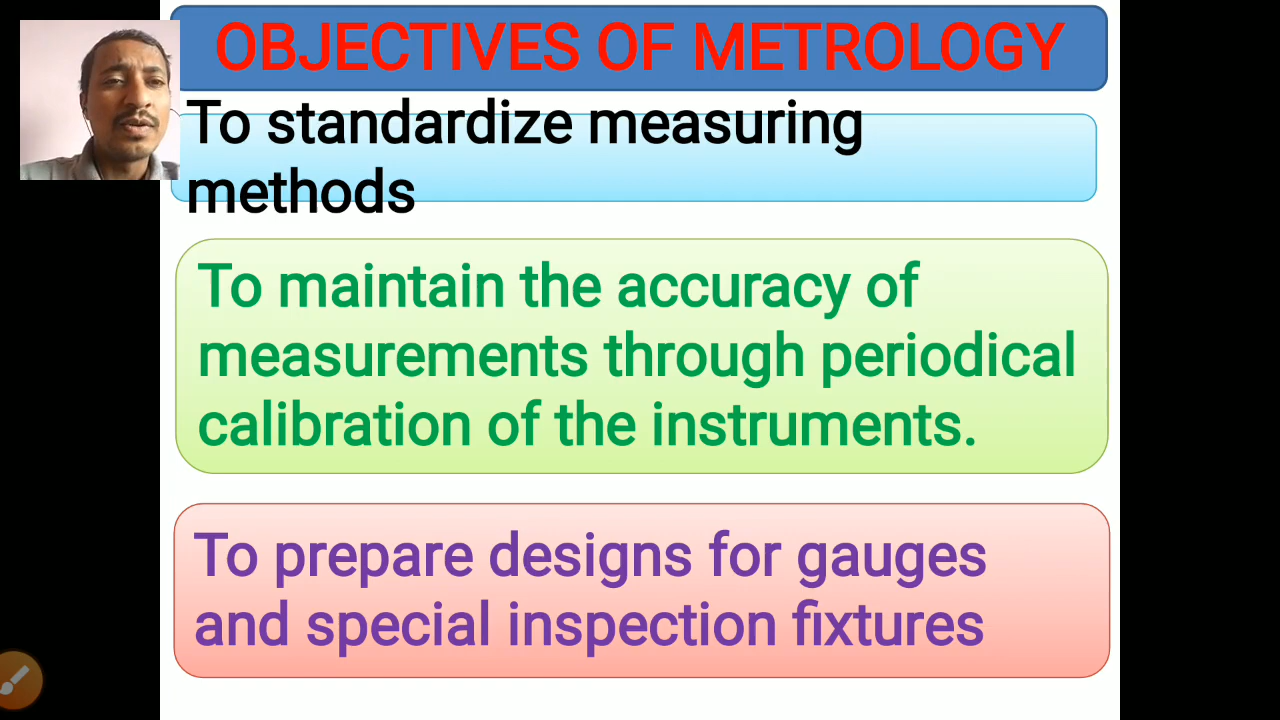 OBJECTIVES OF METROLOGY
To standardize measuring
methods
To maintain the accuracy of
measurements through periodical
calibration of the instruments.
To prepare designs for gauges
and special inspection fixtures